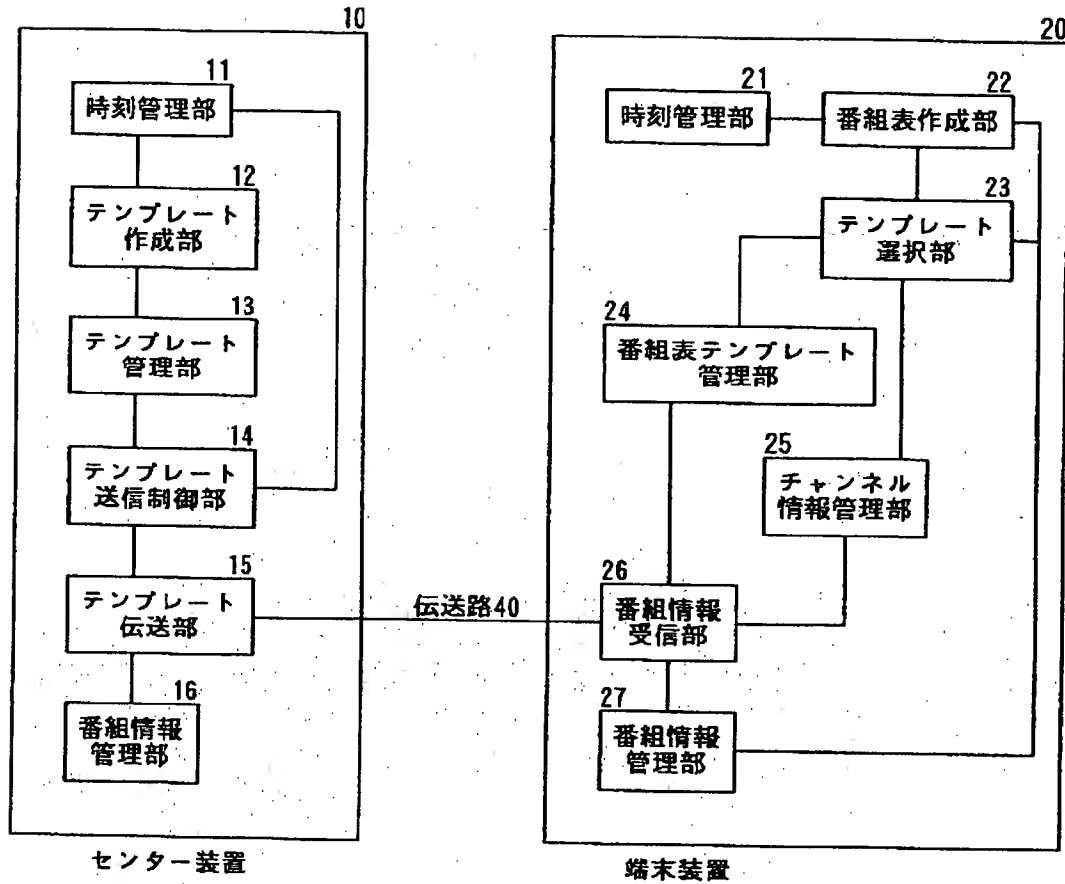 10
11
時刻管理部
12
テンプレート
作成部
13
テンプレート
管理部
14
テンプレート
送信制御部
15
テンプレート
伝送部
16
番組情報
管理部
センター装置
伝送路40
20
21
時刻管理部
22
番組表作成部
23
テンプレート
選択部
24
番組表テンプレート
管理部
25
チャンネル
情報管理部
26
番組情報
受信部
27
番組情報
管理部
端末装置